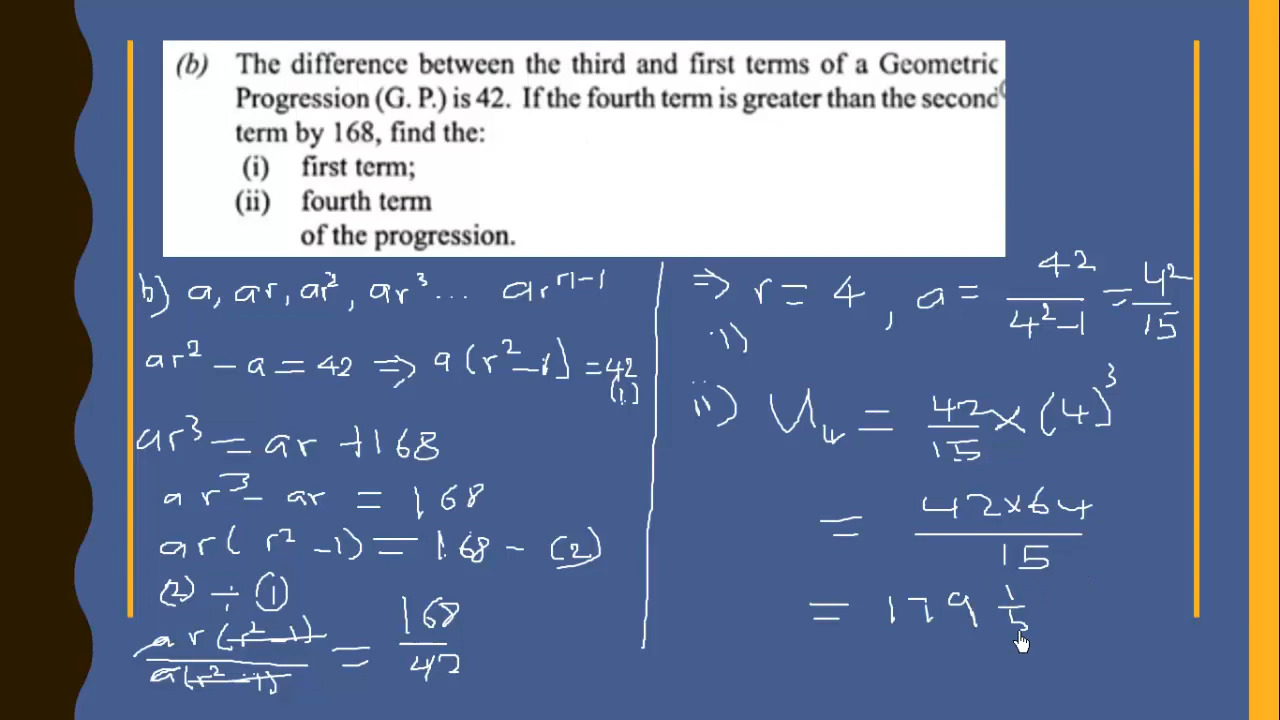 (b) The difference between the third and first terms of a Geometric
Progression (G. P.) is 42. If the fourth term is greater than the second
term by 168, find the:
(i) first term;
(ii) fourth term
of the progression.
b) a, ar, ar², ar³ ... arⁿ⁻¹
ar² - a = 42 ⇒ a(r² - 1] = 42
(1)
ar³ = ar + 168
ar³ - ar = 168
ar(r² - 1) = 168 - (2)
(2) ÷ ①
ar(r² - 1) / a(r² - 1) = 168/42
⇒ r = 4, a = 42/(4² - 1) = 42/15
i)
ii) U₄ = 42/15 × (4)³
= 42×64/15
= 179 1/5